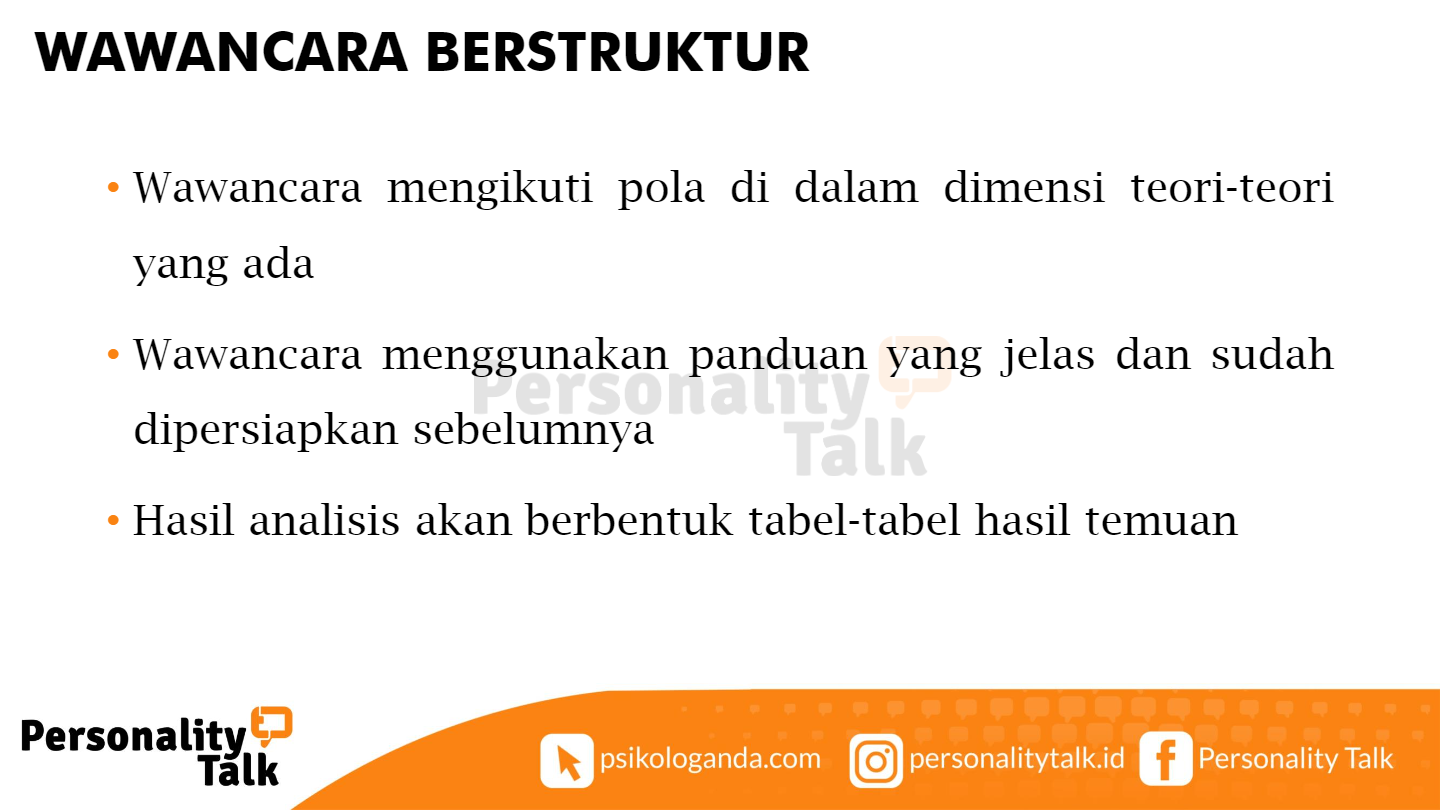 WAWANCARA BERSTRUKTUR
• Wawancara mengikuti pola di dalam dimensi teori-teori
yang ada
• Wawancara menggunakan panduan yang jelas dan sudah
dipersiapkan sebelumnya
• Hasil analisis akan berbentuk tabel-tabel hasil temuan
Personality
Talk
Personality
Talk
psikologanda.com
personalitytalk.id
Personality Talk